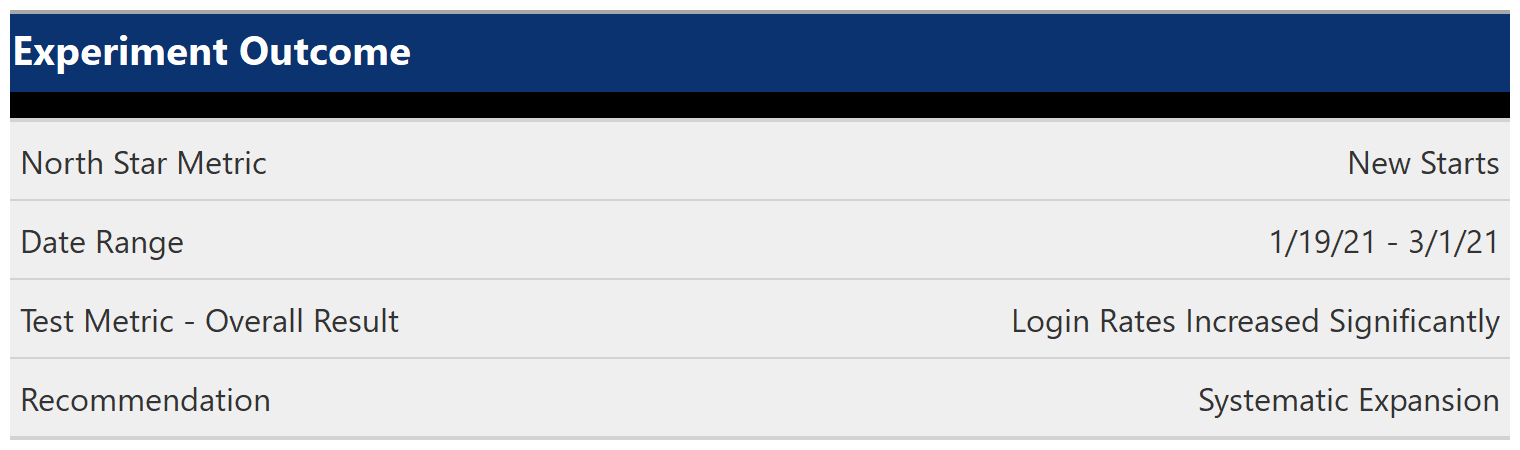 Experiment Outcome
North Star Metric New Starts
Date Range 1/19/21 - 3/1/21
Test Metric - Overall Result Login Rates Increased Significantly
Recommendation Systematic Expansion